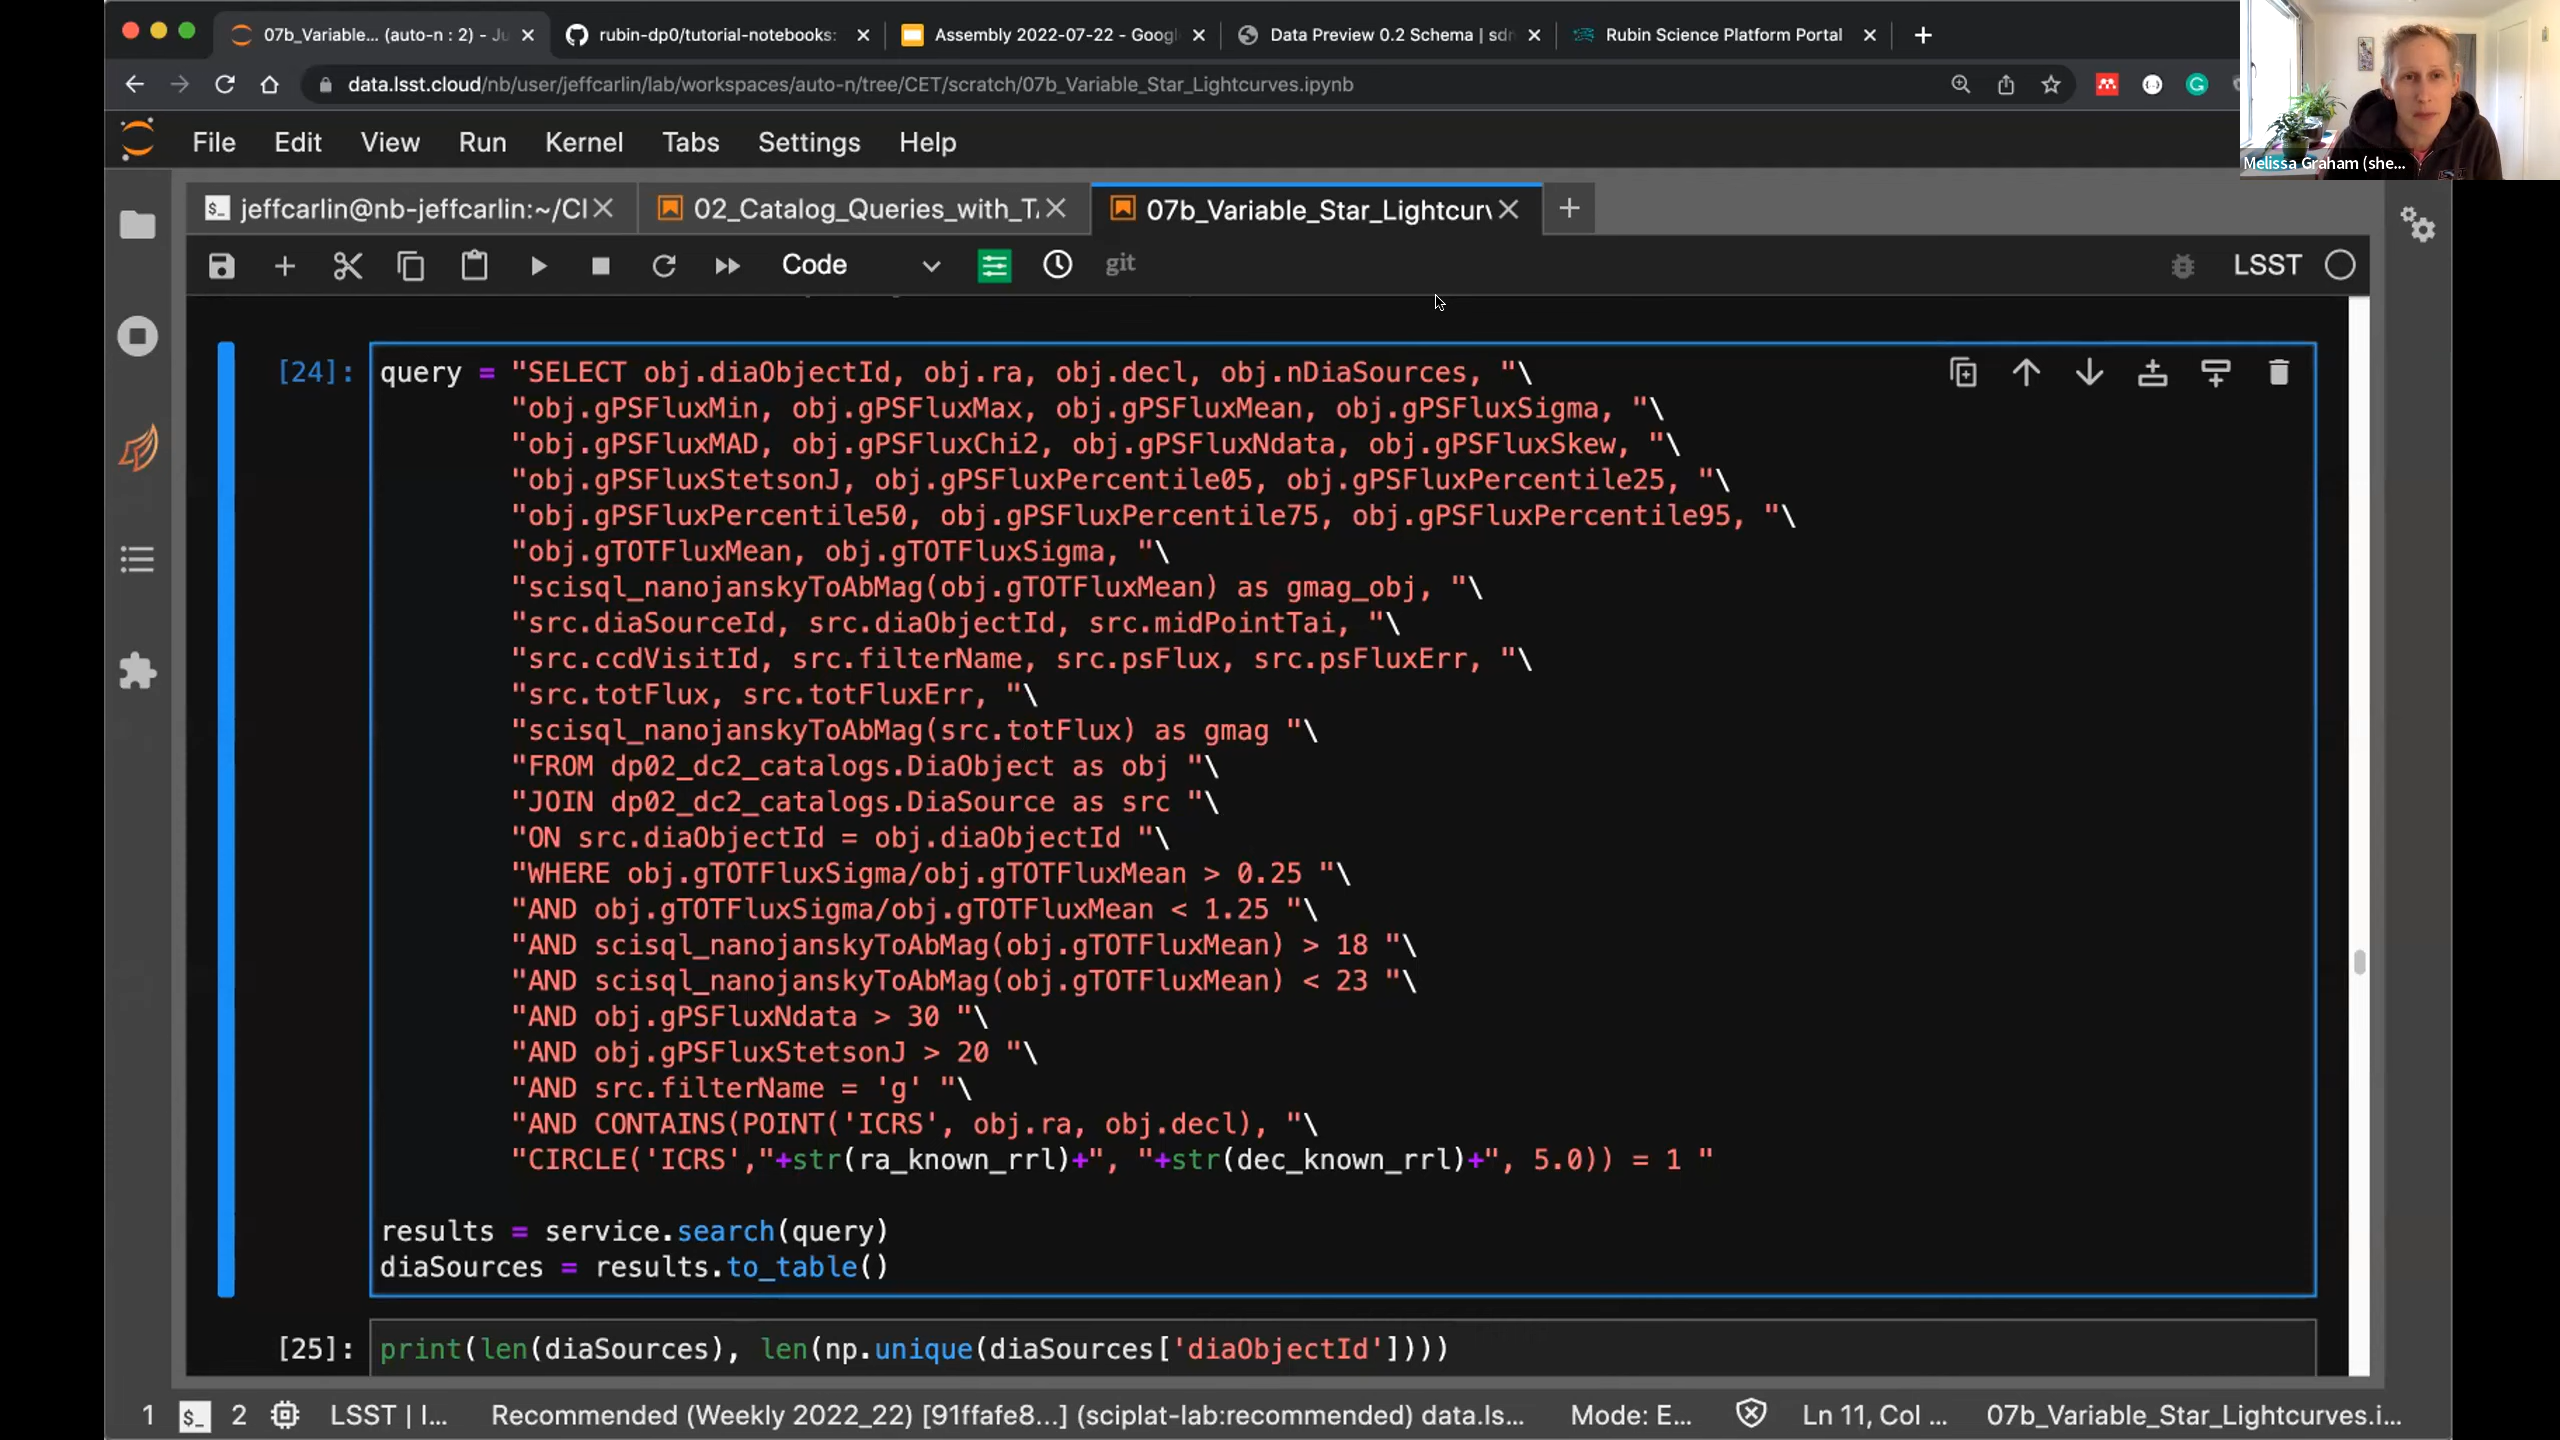 07b_Variable... (auto-n : 2) - Ju
rubin-dp0/tutorial-notebooks:
Assembly 2022-07-22 - Googl
Data Preview 0.2 Schema | sdm
Rubin Science Platform Portal
data.lsst.cloud/nb/user/jeffcarlin/lab/workspaces/auto-n/tree/CET/scratch/07b_Variable_Star_Lightcurves.ipynb
Melissa Graham (she...
File Edit View Run Kernel Tabs Settings Help
jeffcarlin@nb-jeffcarlin:~/CI
02_Catalog_Queries_with_T
07b_Variable_Star_Lightcurv
Code
git
LSST
[24]: query = "SELECT obj.diaObjectId, obj.ra, obj.decl, obj.nDiaSources, "\
"obj.gPSFluxMin, obj.gPSFluxMax, obj.gPSFluxMean, obj.gPSFluxSigma, "\
"obj.gPSFluxMAD, obj.gPSFluxChi2, obj.gPSFluxNdata, obj.gPSFluxSkew, "\
"obj.gPSFluxStetsonJ, obj.gPSFluxPercentile05, obj.gPSFluxPercentile25, "\
"obj.gPSFluxPercentile50, obj.gPSFluxPercentile75, obj.gPSFluxPercentile95, "\
"obj.gTOTFluxMean, obj.gTOTFluxSigma, "\
"scisql_nanojanskyToAbMag(obj.gTOTFluxMean) as gmag_obj, "\
"src.diaSourceId, src.diaObjectId, src.midPointTai, "\
"src.ccdVisitId, src.filterName, src.psFlux, src.psFluxErr, "\
"src.totFlux, src.totFluxErr, "\
"scisql_nanojanskyToAbMag(src.totFlux) as gmag "\
"FROM dp02_dc2_catalogs.DiaObject as obj "\
"JOIN dp02_dc2_catalogs.DiaSource as src "\
"ON src.diaObjectId = obj.diaObjectId "\
"WHERE obj.gTOTFluxSigma/obj.gTOTFluxMean > 0.25 "\
"AND obj.gTOTFluxSigma/obj.gTOTFluxMean < 1.25 "\
"AND scisql_nanojanskyToAbMag(obj.gTOTFluxMean) > 18 "\
"AND scisql_nanojanskyToAbMag(obj.gTOTFluxMean) < 23 "\
"AND obj.gPSFluxNdata > 30 "\
"AND obj.gPSFluxStetsonJ > 20 "\
"AND src.filterName = 'g' "\
"AND CONTAINS(POINT('ICRS', obj.ra, obj.decl), "\
"CIRCLE('ICRS',"+str(ra_known_rrl)+", "+str(dec_known_rrl)+", 5.0)) = 1 "
results = service.search(query)
diaSources = results.to_table()
[25]: print(len(diaSources), len(np.unique(diaSources['diaObjectId'])))
1 $_ 2 LSST | I... Recommended (Weekly 2022_22) [91ffafe8...] (sciplat-lab:recommended) data.ls... Mode: E... Ln 11, Col ... 07b_Variable_Star_Lightcurves.i...